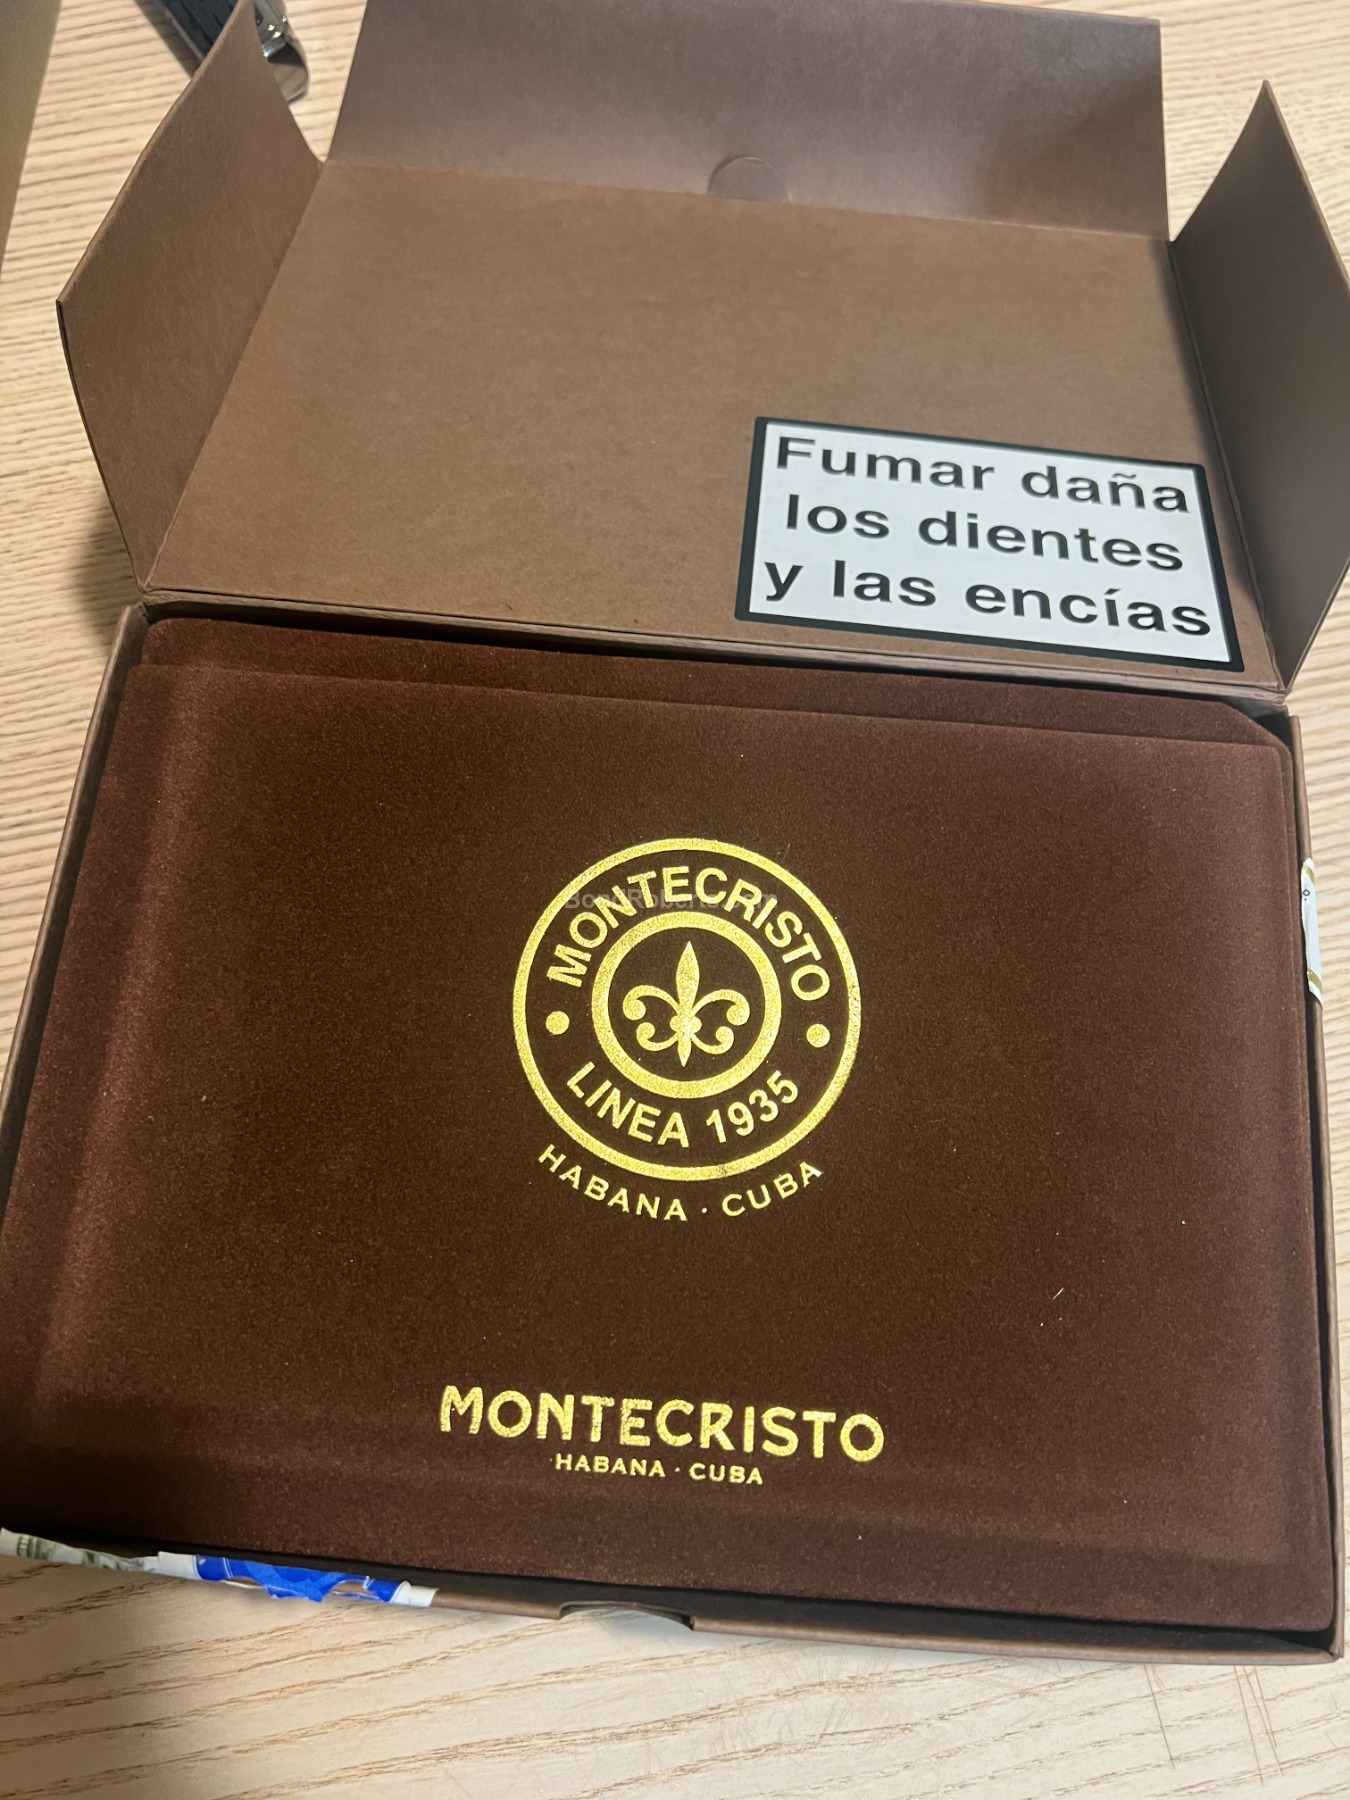 Fumar daña
los dientes
y las encías
MONTECRISTO
LINEA 1935
HABANA · CUBA
MONTECRISTO
·HABANA · CUBA